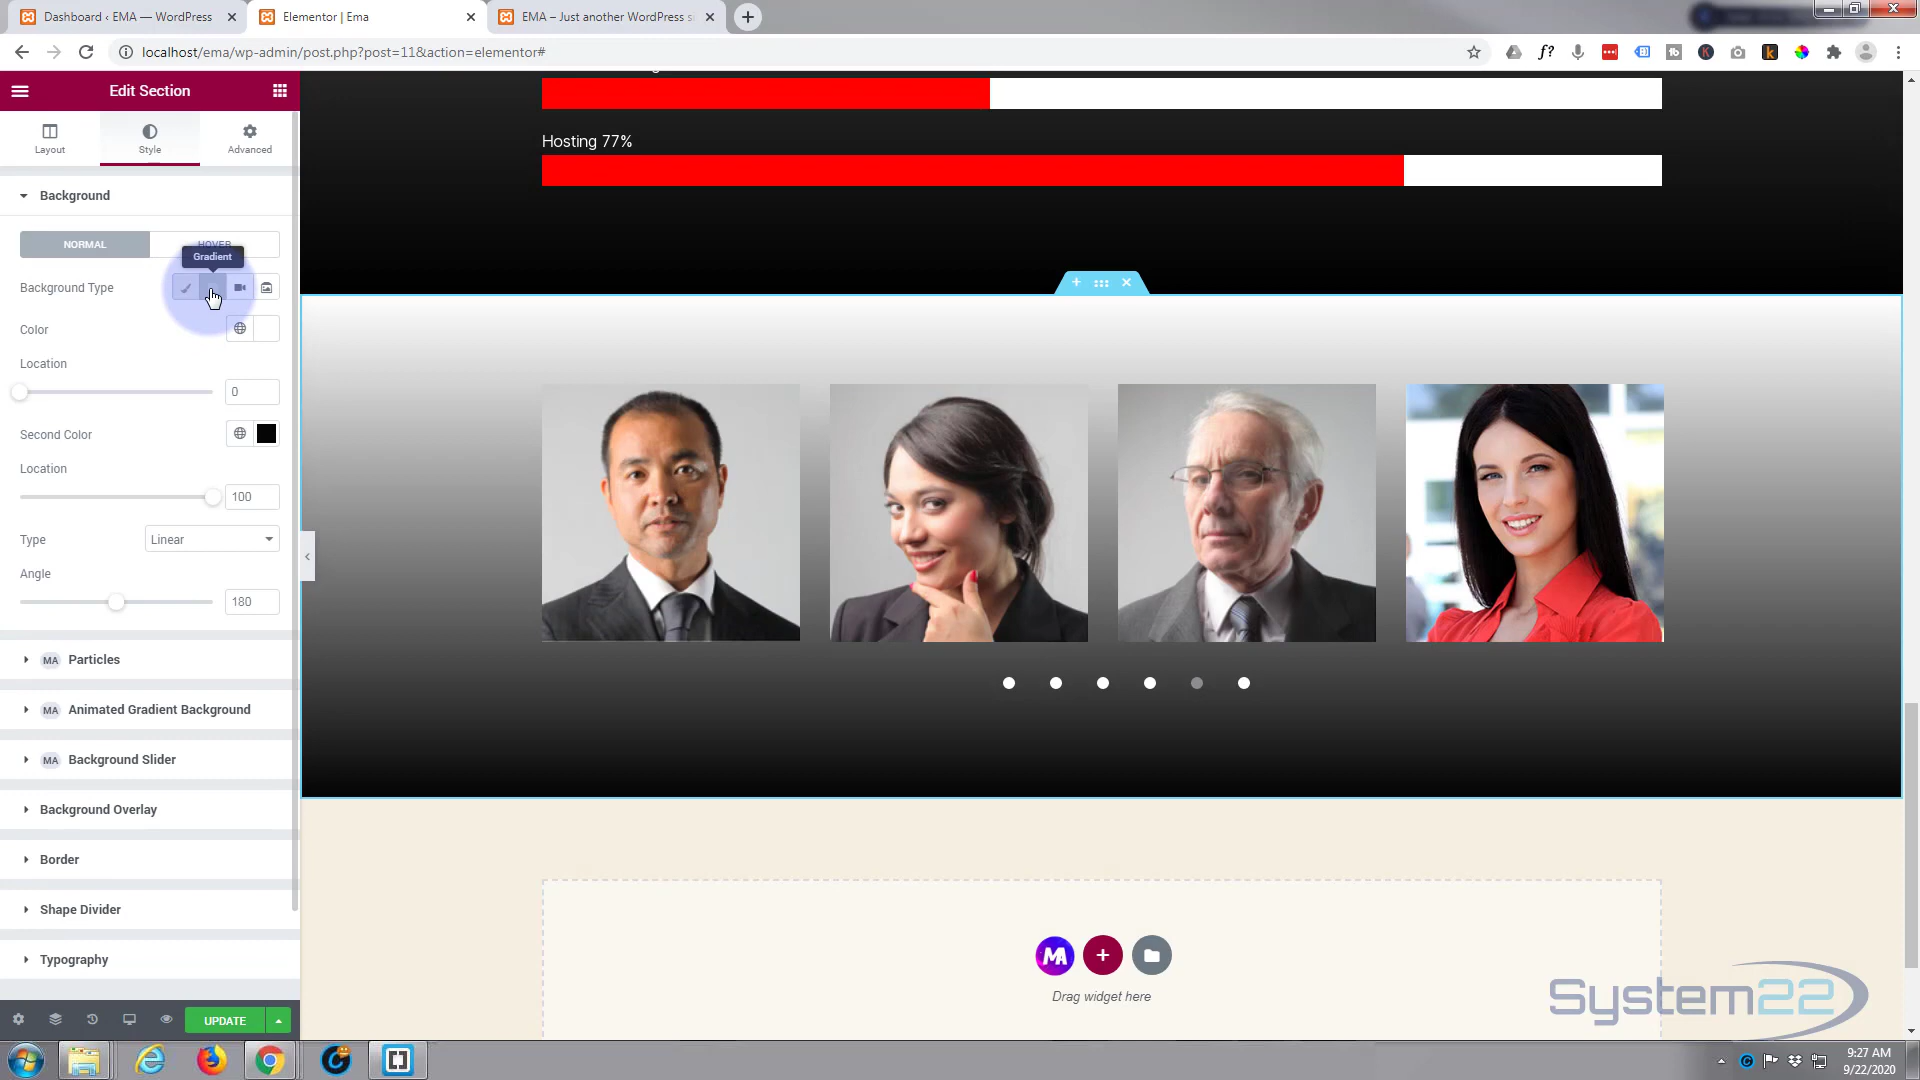 Dashboard ‹ EMA — WordPress
Elementor | Ema
EMA – Just another WordPress s
localhost/ema/wp-admin/post.php?post=11&action=elementor#
f?
Edit Section
Layout
Style
Advanced
Background
NORMAL
HOVER
Gradient
Background Type
Color
Location
0
Second Color
Location
100
Type
Linear
Angle
180
MA Particles
MA Animated Gradient Background
MA Background Slider
Background Overlay
Border
Shape Divider
Typography
UPDATE
Hosting 77%
MA
Drag widget here
System22
9:27 AM
9/22/2020